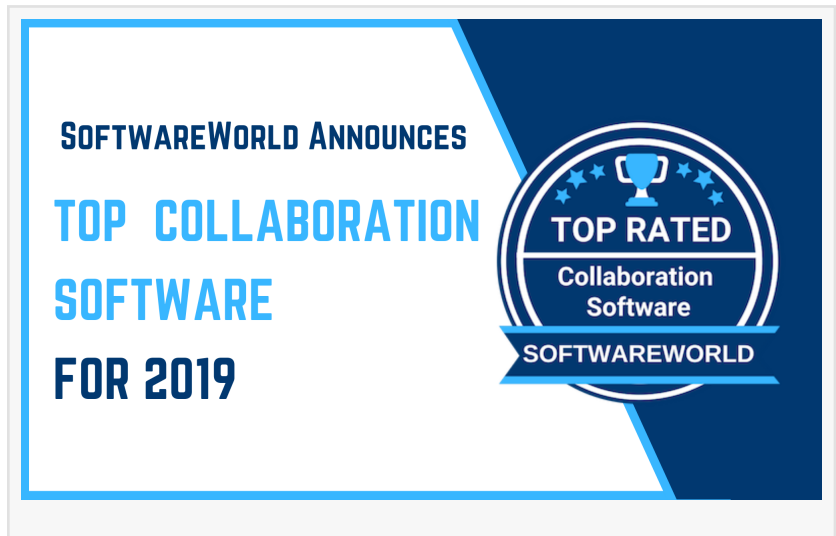 SOFTWAREWORLD ANNOUNCES
TOP COLLABORATION
SOFTWARE
FOR 2019
TOP RATED
Collaboration
Software
SOFTWAREWORLD